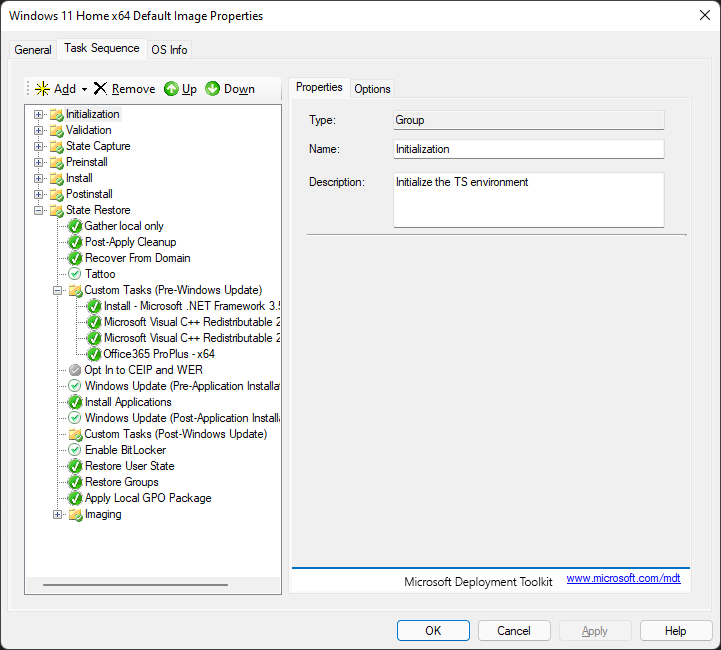 Windows 11 Home x64 Default Image Properties
General Task Sequence OS Info
Add Remove Up Down
Initialization
Validation
State Capture
Preinstall
Install
Postinstall
State Restore
Gather local only
Post-Apply Cleanup
Recover From Domain
Tattoo
Custom Tasks (Pre-Windows Update)
Install - Microsoft .NET Framework 3.5
Microsoft Visual C++ Redistributable 2
Microsoft Visual C++ Redistributable 2
Office365 ProPlus - x64
Opt In to CEIP and WER
Windows Update (Pre-Application Installa
Install Applications
Windows Update (Post-Application Install
Custom Tasks (Post-Windows Update)
Enable BitLocker
Restore User State
Restore Groups
Apply Local GPO Package
Imaging
Properties Options
Type: Group
Name: Initialization
Description: Initialize the TS environment
Microsoft Deployment Toolkit www.microsoft.com/mdt
OK Cancel Apply Help